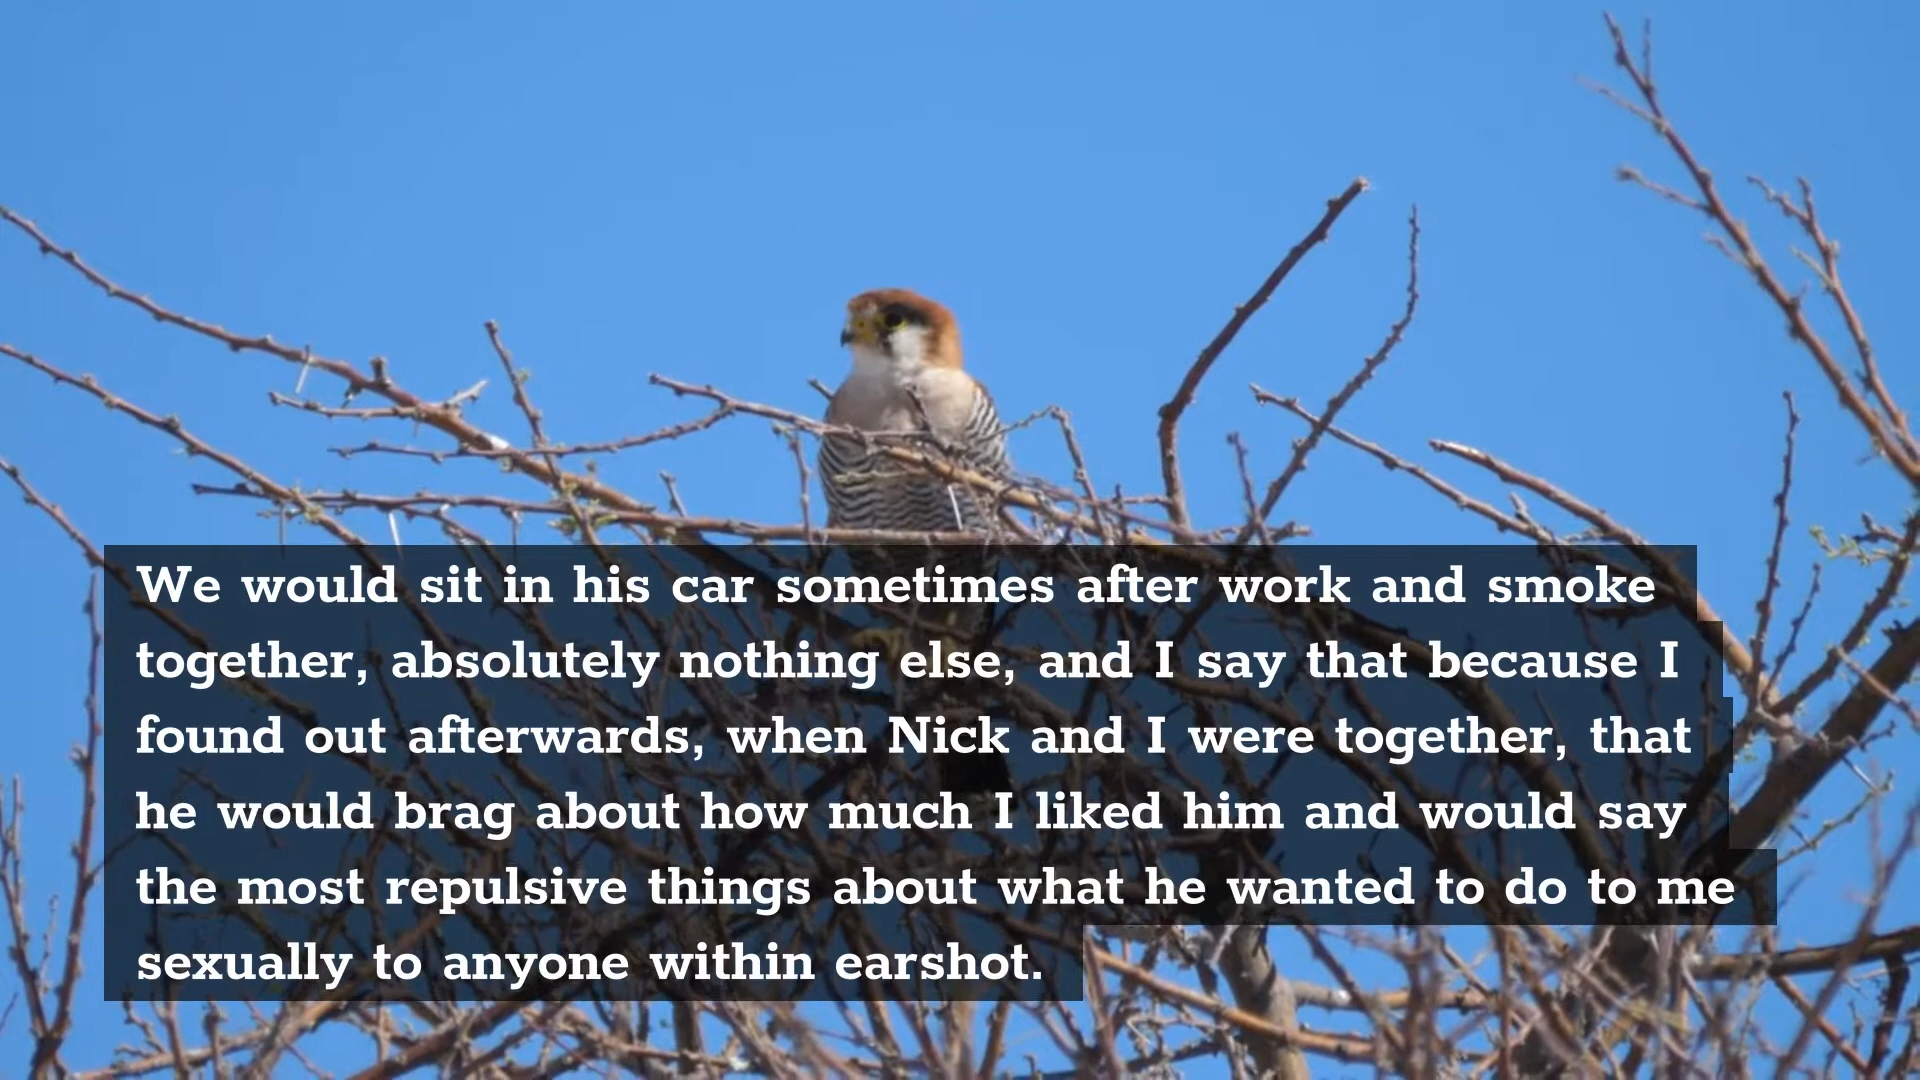 We would sit in his car sometimes after work and smoke
together, absolutely nothing else, and I say that because I
found out afterwards, when Nick and I were together, that
he would brag about how much I liked him and would say
the most repulsive things about what he wanted to do to me
sexually to anyone within earshot.